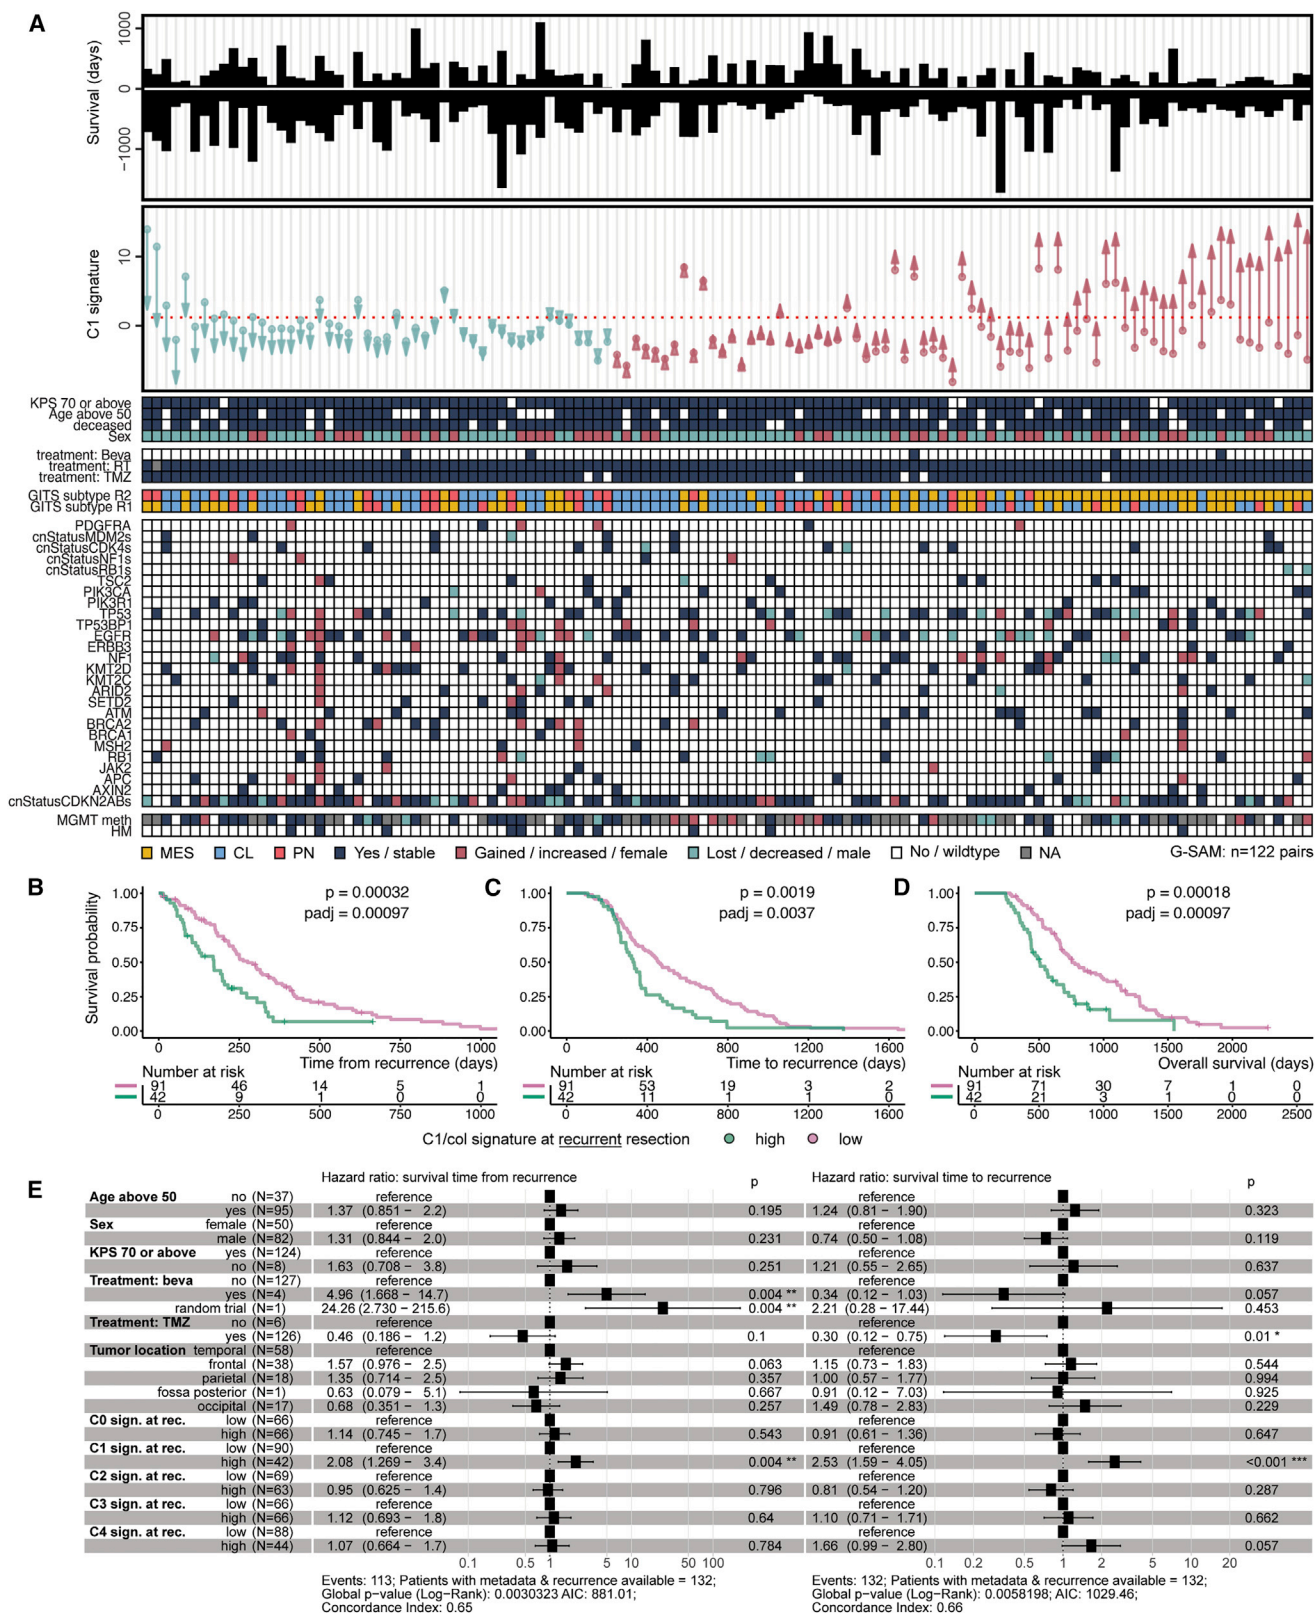 A
Survival (days)
1000
0
−1000
C1 signature
10
0
KPS 70 or above
Age above 50
deceased
Sex
treatment: Beva
treatment: RT
treatment: TMZ
GITS subtype R2
GITS subtype R1
PDGFRA
cnStatusMDM2s
cnStatusCDK4s
cnStatusNF1s
cnStatusRB1s
TSC2
PIK3CA
PIK3R1
TP53
TP53BP1
EGFR
ERBB3
NF1
KMT2D
KMT2C
ARID2
SETD2
ATM
BRCA2
BRCA1
MSH2
RB1
JAK2
APC
AXIN2
cnStatusCDKN2ABs
MGMT meth
HM
MES CL PN Yes / stable Gained / increased / female Lost / decreased / male No / wildtype NA G-SAM: n=122 pairs
B
Survival probability
1.00
0.75
0.50
0.25
0.00
p = 0.00032
padj = 0.00097
0 250 500 750 1000
Time from recurrence (days)
Number at risk
91 46 14 5 1
42 9 1 0 0
0 250 500 750 1000
C
1.00
0.75
0.50
0.25
0.00
p = 0.0019
padj = 0.0037
0 400 800 1200 1600
Time to recurrence (days)
Number at risk
91 53 19 3 2
42 11 1 1 0
0 400 800 1200 1600
D
1.00
0.75
0.50
0.25
0.00
p = 0.00018
padj = 0.00097
0 500 1000 1500 2000
Overall survival (days)
Number at risk
91 71 30 7 1 0
42 21 3 1 0 0
0 500 1000 1500 2000 2500
C1/col signature at recurrent resection high low
E
Hazard ratio: survival time from recurrence p Hazard ratio: survival time to recurrence p
Age above 50 no (N=37) reference reference
yes (N=95) 1.37 (0.851 − 2.2) 0.195 1.24 (0.81 − 1.90) 0.323
Sex female (N=50) reference reference
male (N=82) 1.31 (0.844 − 2.0) 0.231 0.74 (0.50 − 1.08) 0.119
KPS 70 or above yes (N=124) reference reference
no (N=8) 1.63 (0.708 − 3.8) 0.251 1.21 (0.55 − 2.65) 0.637
Treatment: beva no (N=127) reference reference
yes (N=4) 4.96 (1.668 − 14.7) 0.004 ** 0.34 (0.12 − 1.03) 0.057
random trial (N=1) 24.26 (2.730 − 215.6) 0.004 ** 2.21 (0.28 − 17.44) 0.453
Treatment: TMZ no (N=6) reference reference
yes (N=126) 0.46 (0.186 − 1.2) 0.1 0.30 (0.12 − 0.75) 0.01 *
Tumor location temporal (N=58) reference reference
frontal (N=38) 1.57 (0.976 − 2.5) 0.063 1.15 (0.73 − 1.83) 0.544
parietal (N=18) 1.35 (0.714 − 2.5) 0.357 1.00 (0.57 − 1.77) 0.994
fossa posterior (N=1) 0.63 (0.079 − 5.1) 0.667 0.91 (0.12 − 7.03) 0.925
occipital (N=17) 0.68 (0.351 − 1.3) 0.257 1.49 (0.78 − 2.83) 0.229
C0 sign. at rec. low (N=66) reference reference
high (N=66) 1.14 (0.745 − 1.7) 0.543 0.91 (0.61 − 1.36) 0.647
C1 sign. at rec. low (N=90) reference reference
high (N=42) 2.08 (1.269 − 3.4) 0.004 ** 2.53 (1.59 − 4.05) <0.001 ***
C2 sign. at rec. low (N=69) reference reference
high (N=63) 0.95 (0.625 − 1.4) 0.796 0.81 (0.54 − 1.20) 0.287
C3 sign. at rec. low (N=66) reference reference
high (N=66) 1.12 (0.693 − 1.8) 0.64 1.10 (0.71 − 1.71) 0.662
C4 sign. at rec. low (N=88) reference reference
high (N=44) 1.07 (0.664 − 1.7) 0.784 1.66 (0.99 − 2.80) 0.057
0.1 0.5 1 5 10 50 100 0.1 0.2 0.5 1 2 5 10 20
Events: 113; Patients with metadata & recurrence available = 132;
Global p-value (Log-Rank): 0.0030323 AIC: 881.01;
Concordance Index: 0.65
Events: 132; Patients with metadata & recurrence available = 132;
Global p-value (Log-Rank): 0.0058198; AIC: 1029.46;
Concordance Index: 0.66